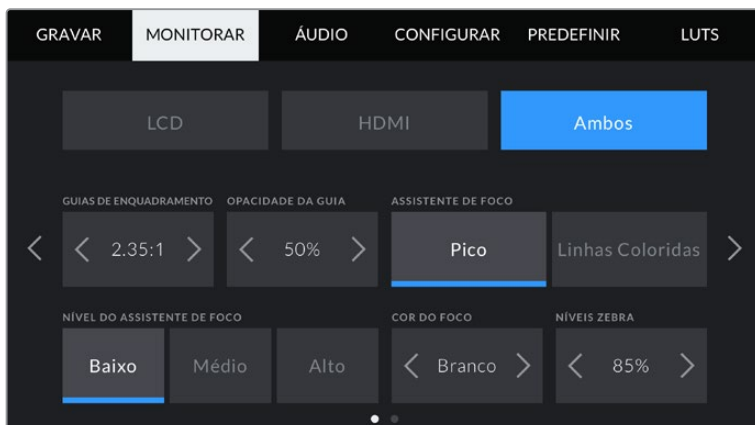 GRAVAR MONITORAR ÁUDIO CONFIGURAR PREDEFINIR LUTS
LCD HDMI Ambos
GUIAS DE ENQUADRAMENTO OPACIDADE DA GUIA ASSISTENTE DE FOCO
2.35:1 50% Pico Linhas Coloridas
NÍVEL DO ASSISTENTE DE FOCO COR DO FOCO NÍVEIS ZEBRA
Baixo Médio Alto Branco 85%